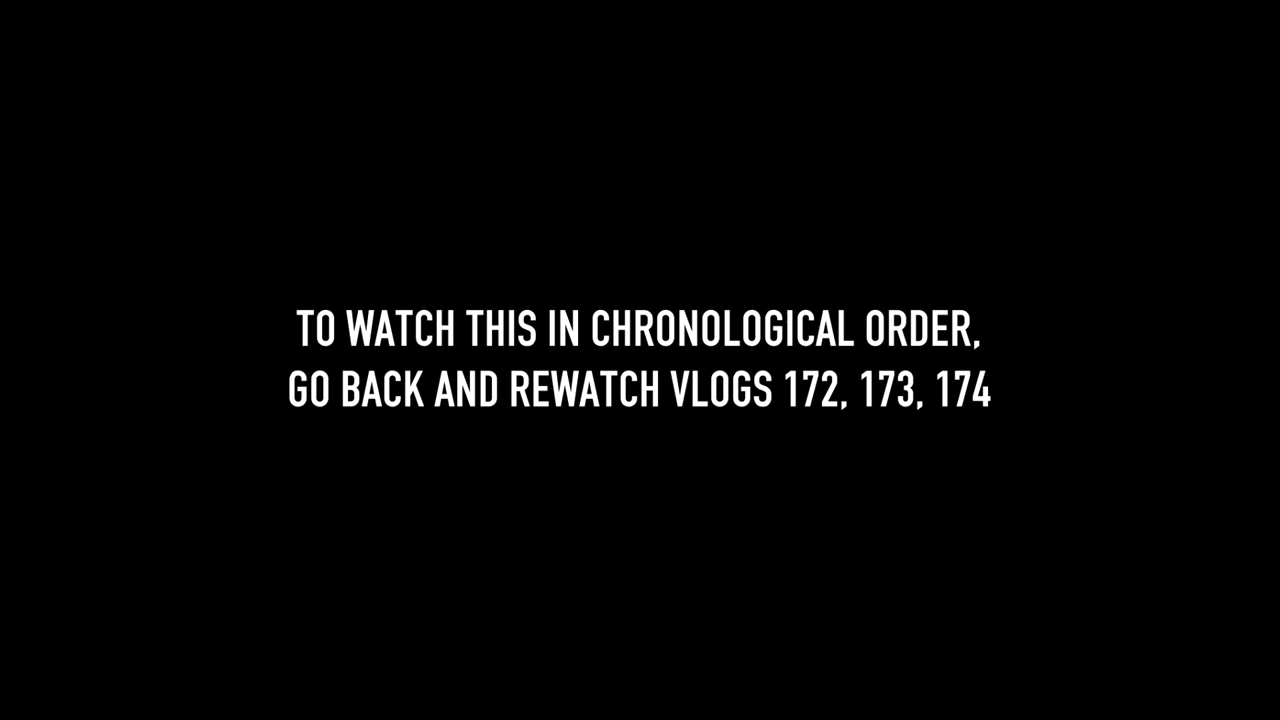 TO WATCH THIS IN CHRONOLOGICAL ORDER,
GO BACK AND REWATCH VLOGS 172, 173, 174